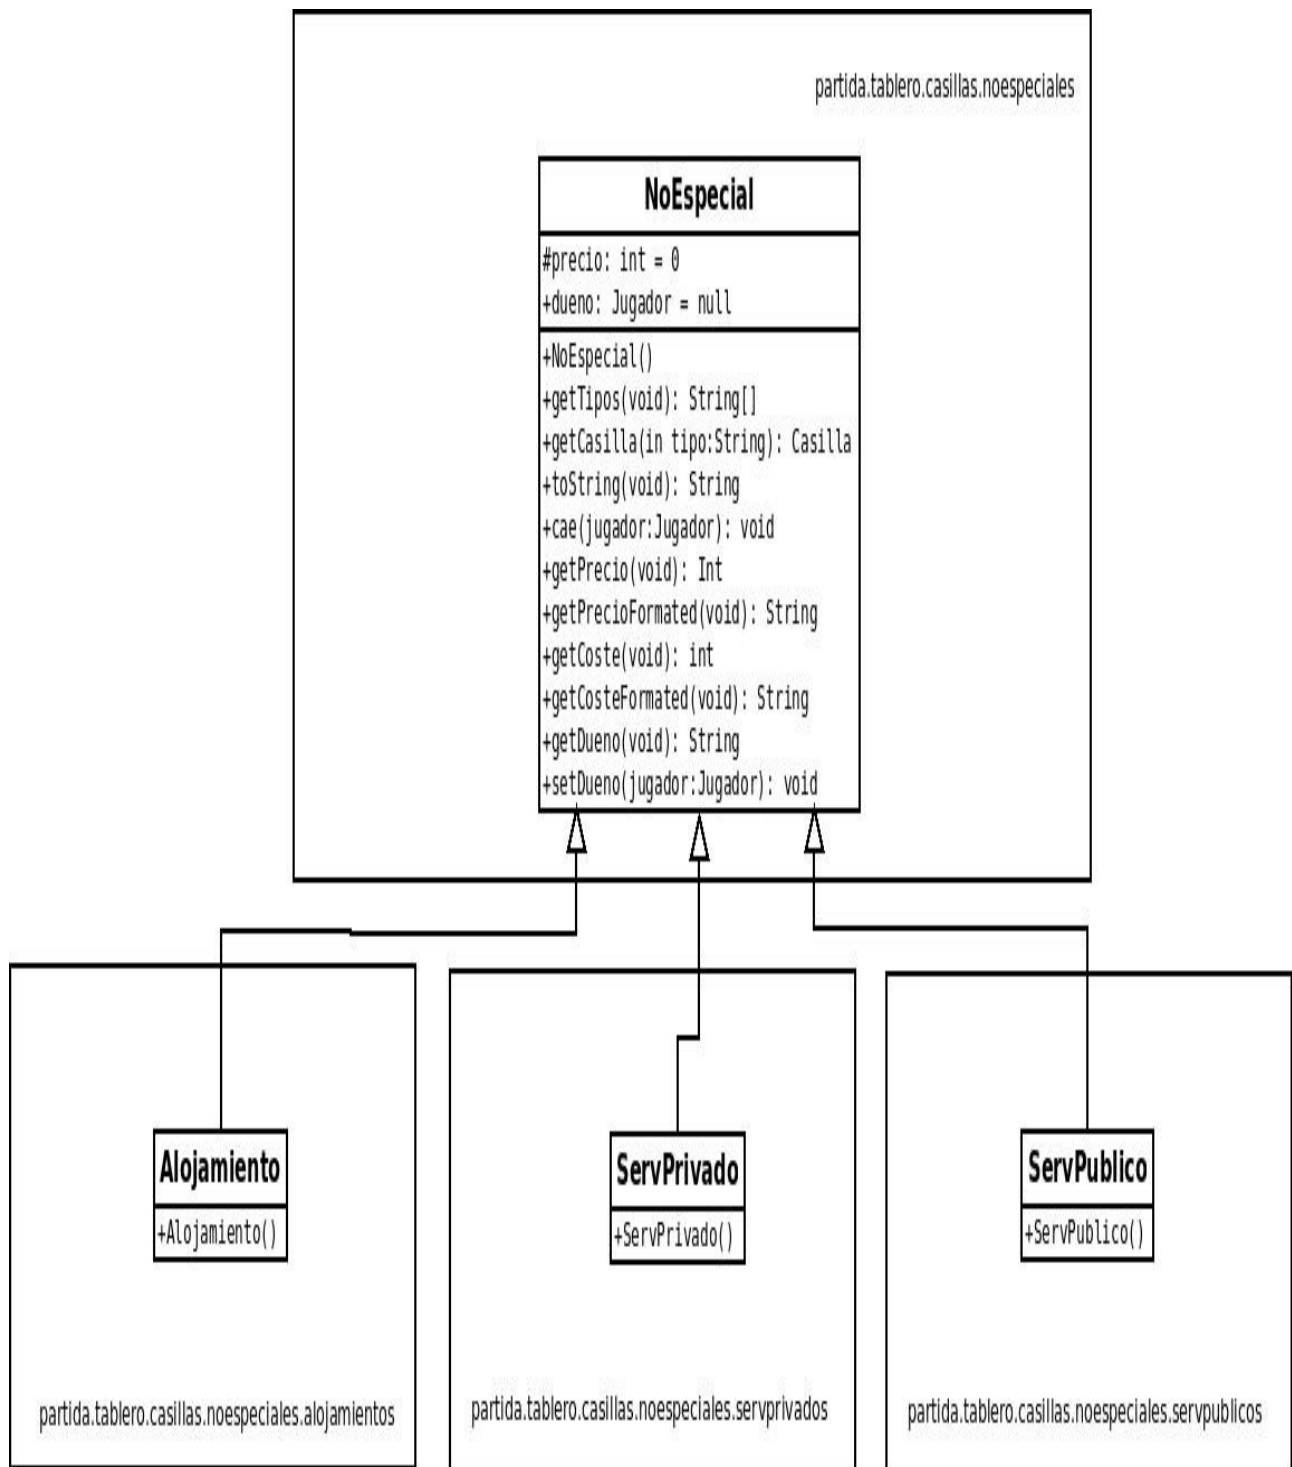 partida.tablero.casillas.noespeciales
NoEspecial
#precio: int = 0
+dueno: Jugador = null
+NoEspecial()
+getTipos(void): String[]
+getCasilla(in tipo:String): Casilla
+toString(void): String
+cae(jugador:Jugador): void
+getPrecio(void): Int
+getPrecioFormated(void): String
+getCoste(void): int
+getCosteFormated(void): String
+getDueno(void): String
+setDueno(jugador:Jugador): void
Alojamiento
+Alojamiento()
partida.tablero.casillas.noespeciales.alojamientos
ServPrivado
+ServPrivado()
partida.tablero.casillas.noespeciales.servprivados
ServPublico
+ServPublico()
partida.tablero.casillas.noespeciales.servpublicos